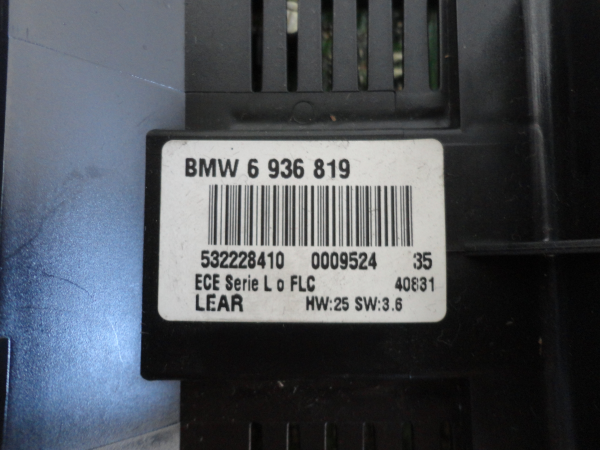 BMW 6 936 819
532228410 0009524 35
ECE Serie L o FLC 40831
LEAR HW:25 SW:3.6